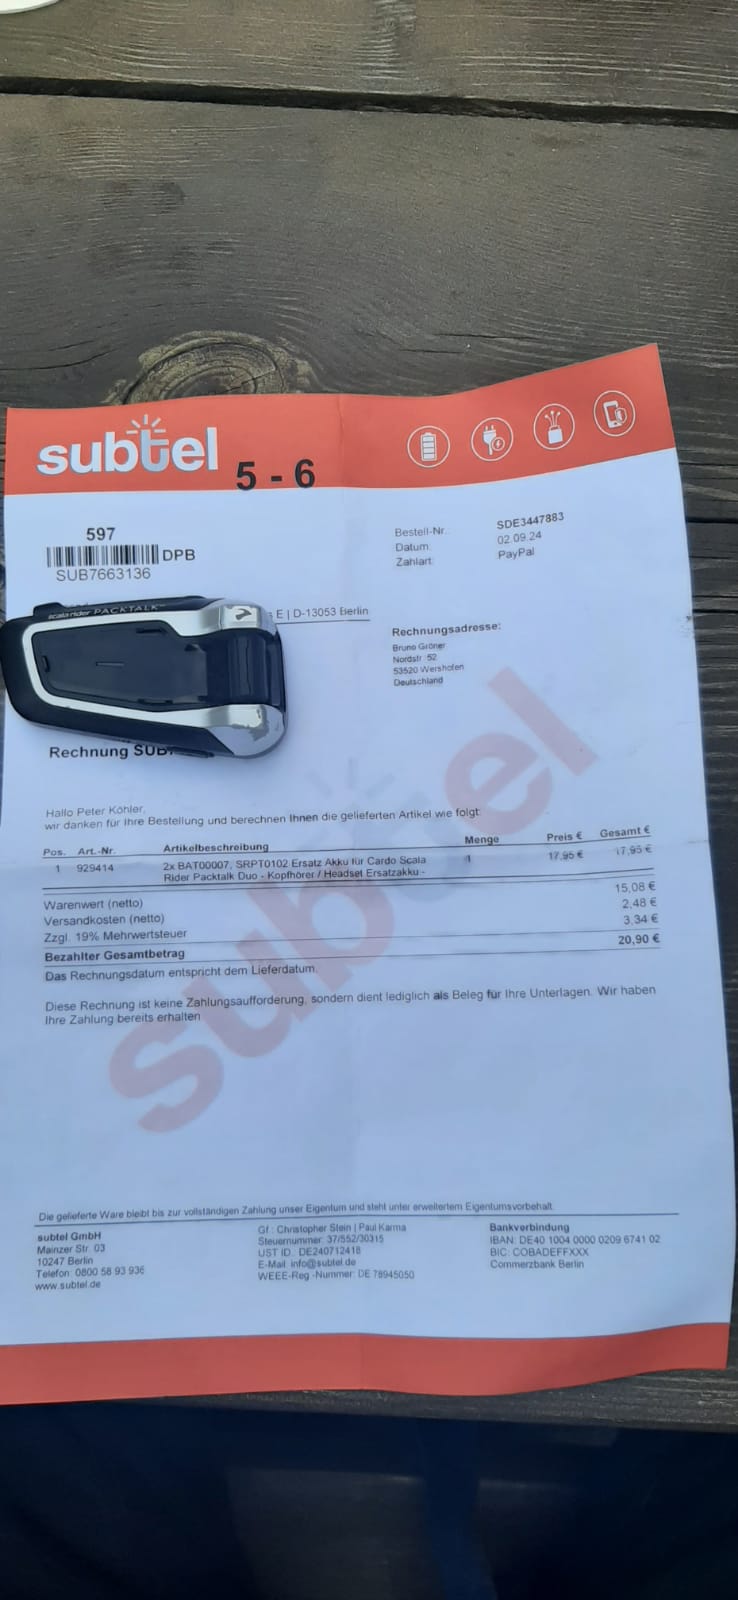 subtel
5 - 6
597
DPB
SUB7663136
Bestell-Nr.: SDE3447883
Datum: 02.09.24
Zahlart: PayPal
E | D-13053 Berlin
scala rider PACKTALK™
Rechnungsadresse:
Bruno Gröner
Nordstr. 52
53520 Wershofen
Deutschland
Rechnung SUB
Hallo Peter Köhler,
wir danken für Ihre Bestellung und berechnen Ihnen die gelieferten Artikel wie folgt:
Pos. Art.-Nr. Artikelbeschreibung Menge Preis € Gesamt €
1 929414 2x BAT00007, SRPT0102 Ersatz Akku für Cardo Scala 1 17,95 € 17,95 €
Rider Packtalk Duo - Kopfhörer / Headset Ersatzakku -
Warenwert (netto) 15,08 €
Versandkosten (netto) 2,48 €
Zzgl. 19% Mehrwertsteuer 3,34 €
Bezahlter Gesamtbetrag 20,90 €
Das Rechnungsdatum entspricht dem Lieferdatum.
Diese Rechnung ist keine Zahlungsaufforderung, sondern dient lediglich als Beleg für Ihre Unterlagen. Wir haben
Ihre Zahlung bereits erhalten
subtel
Die gelieferte Ware bleibt bis zur vollständigen Zahlung unser Eigentum und steht unter erweitertem Eigentumsvorbehalt.
subtel GmbH
Mainzer Str. 03
10247 Berlin
Telefon: 0800 58 93 936
www.subtel.de
Gf.: Christopher Stein | Paul Karma
Steuernummer: 37/552/30315
UST ID.: DE240712418
E-Mail: info@subtel.de
WEEE-Reg.-Nummer: DE 78945050
Bankverbindung
IBAN: DE40 1004 0000 0209 6741 02
BIC: COBADEFFXXX
Commerzbank Berlin